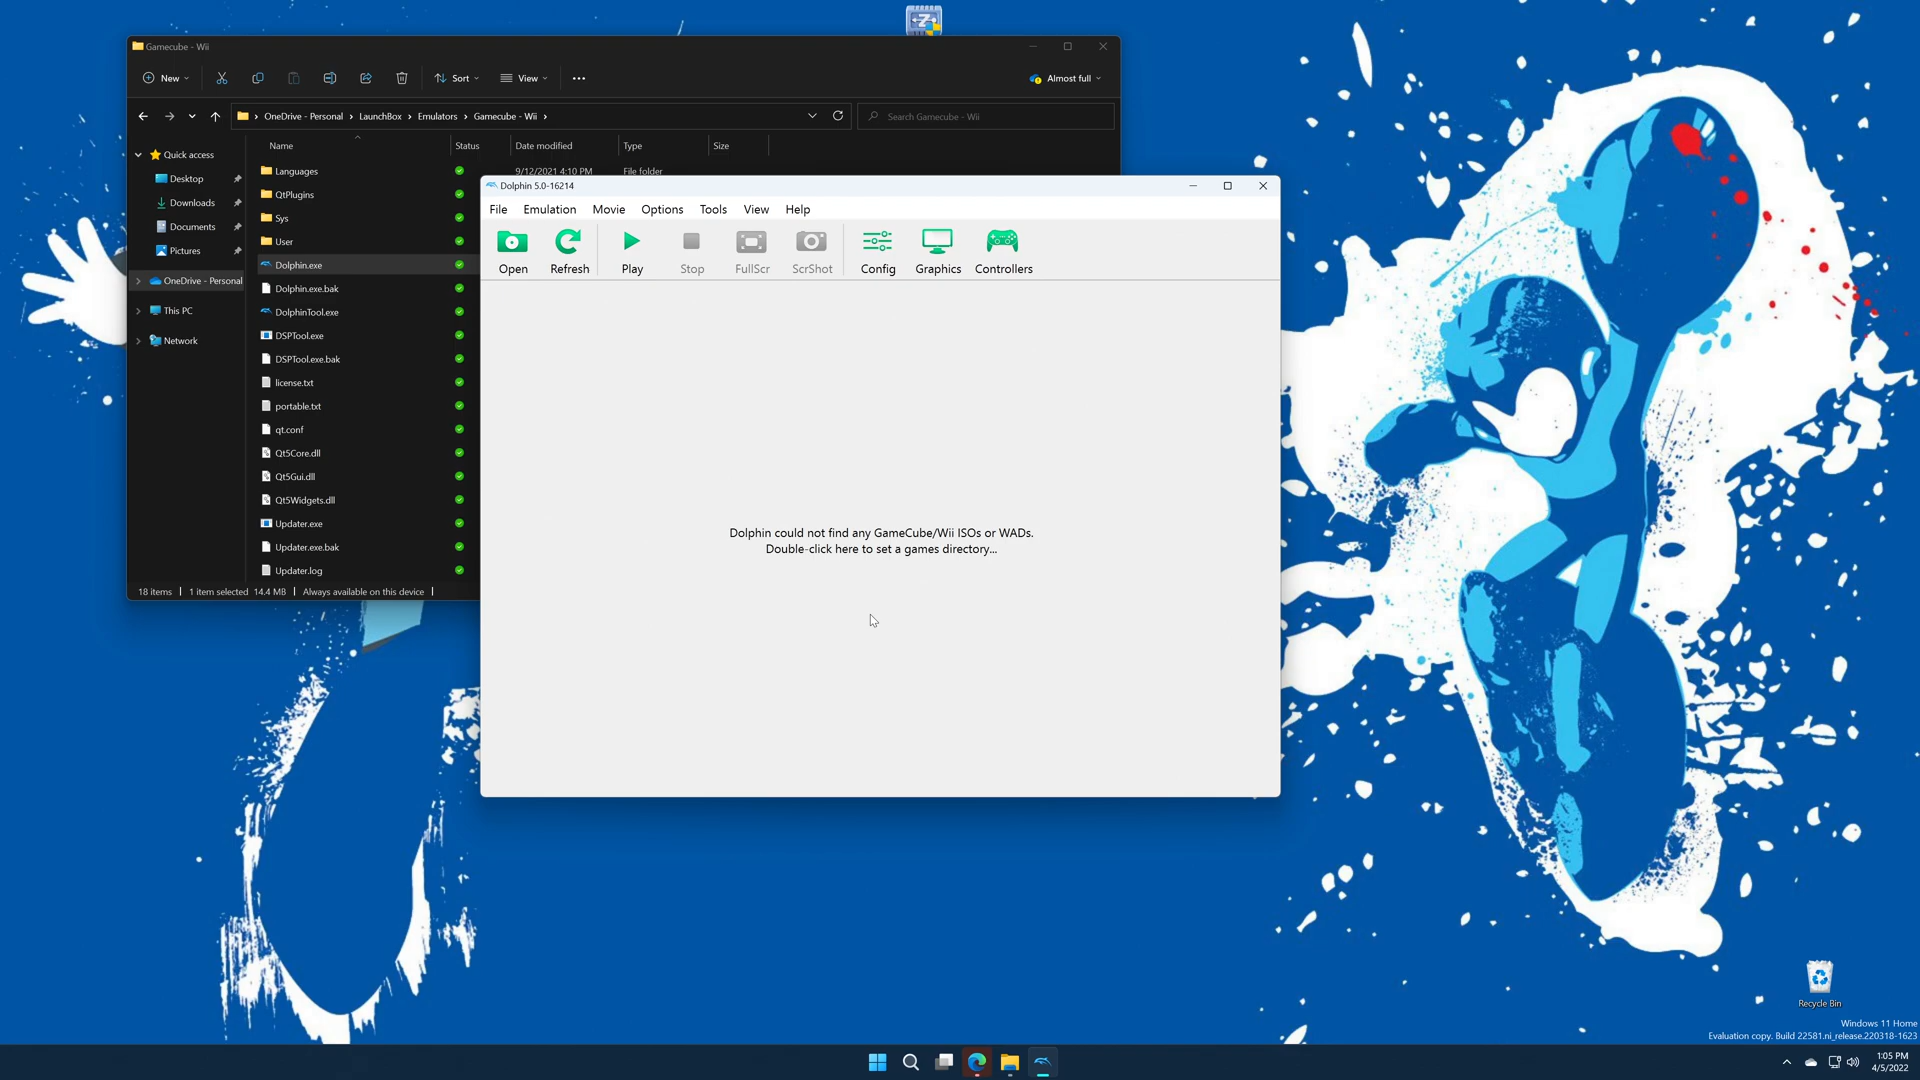 Gamecube - Wii
New
Sort
View
Almost full
OneDrive - Personal > LaunchBox > Emulators > Gamecube - Wii >
Search Gamecube - Wii
Name Status Date modified Type Size
Quick access
Desktop
Downloads
Documents
Pictures
OneDrive - Personal
This PC
Network
Languages 9/12/2021 4:10 PM File folder
QtPlugins
Sys
User
Dolphin.exe
Dolphin.exe.bak
DolphinTool.exe
DSPTool.exe
DSPTool.exe.bak
license.txt
portable.txt
qt.conf
Qt5Core.dll
Qt5Gui.dll
Qt5Widgets.dll
Updater.exe
Updater.exe.bak
Updater.log
18 items | 1 item selected 14.4 MB | Always available on this device |
Dolphin 5.0-16214
File Emulation Movie Options Tools View Help
Open Refresh Play Stop FullScr ScrShot Config Graphics Controllers
Dolphin could not find any GameCube/Wii ISOs or WADs.
Double-click here to set a games directory...
Recycle Bin
Windows 11 Home
Evaluation copy. Build 22581.ni_release.220318-1623
1:05 PM
4/5/2022